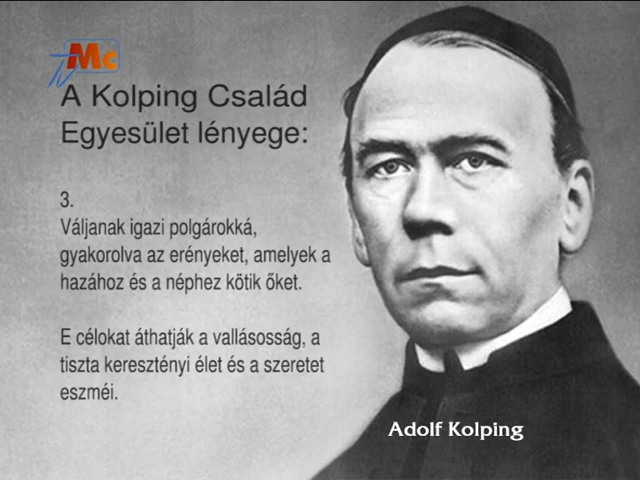 TV Mc
A Kolping Család
Egyesület lényege:
3.
Váljanak igazi polgárokká,
gyakorolva az erényeket, amelyek a
hazához és a néphez kötik őket.
E célokat áthatják a vallásosság, a
tiszta keresztényi élet és a szeretet
eszméi.
Adolf Kolping